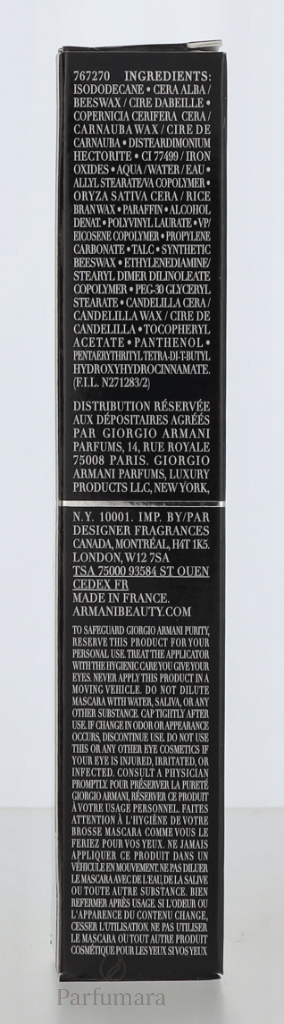 767270 INGREDIENTS:
ISODODECANE • CERA ALBA /
BEESWAX / CIRE DABEILLE •
COPERNICIA CERIFERA CERA /
CARNAUBA WAX / CIRE DE
CARNAUBA • DISTEARDIMONIUM
HECTORITE • CI 77499 / IRON
OXIDES • AQUA / WATER / EAU •
ALLYL STEARATE/VA COPOLYMER •
ORYZA SATIVA CERA / RICE
BRAN WAX • PARAFFIN • ALCOHOL
DENAT. • POLYVINYL LAURATE • VP/
EICOSENE COPOLYMER • PROPYLENE
CARBONATE • TALC • SYNTHETIC
BEESWAX • ETHYLENEDIAMINE/
STEARYL DIMER DILINOLEATE
COPOLYMER • PEG-30 GLYCERYL
STEARATE • CANDELILLA CERA /
CANDELILLA WAX / CIRE DE
CANDELILLA • TOCOPHERYL
ACETATE • PANTHENOL •
PENTAERYTHRITYL TETRA-DI-T-BUTYL
HYDROXYHYDROCINNAMATE.
(F.I.L. N271283/2)
DISTRIBUTION RÉSERVÉE
AUX DÉPOSITAIRES AGRÉÉS
PAR GIORGIO ARMANI
PARFUMS, 14, RUE ROYALE
75008 PARIS. GIORGIO
ARMANI PARFUMS, LUXURY
PRODUCTS LLC, NEW YORK,
N.Y. 10001. IMP. BY/PAR
DESIGNER FRAGRANCES
CANADA, MONTRÉAL, H4T 1K5.
LONDON, W12 7SA
TSA 75000 93584 ST OUEN
CEDEX FR
MADE IN FRANCE.
ARMANIBEAUTY.COM
TO SAFEGUARD GIORGIO ARMANI PURITY,
RESERVE THIS PRODUCT FOR YOUR
PERSONAL USE. TREAT THE APPLICATOR
WITH THE HYGIENIC CARE YOU GIVE YOUR
EYES. NEVER APPLY THIS PRODUCT IN A
MOVING VEHICLE. DO NOT DILUTE
MASCARA WITH WATER, SALIVA, OR ANY
OTHER SUBSTANCE. CAP TIGHTLY AFTER
USE. IF CHANGE IN ODOR OR APPEARANCE
OCCURS, DISCONTINUE USE. DO NOT USE
THIS OR ANY OTHER EYE COSMETICS IF
YOUR EYE IS INJURED, IRRITATED, OR
INFECTED. CONSULT A PHYSICIAN
PROMPTLY. POUR PRÉSERVER LA PURETÉ
GIORGIO ARMANI, RÉSERVER CE PRODUIT
À VOTRE USAGE PERSONNEL. FAITES
ATTENTION À L'HYGIÈNE DE VOTRE
BROSSE MASCARA COMME VOUS LE
FERIEZ POUR VOS YEUX. NE JAMAIS
APPLIQUER CE PRODUIT DANS UN
VÉHICULE EN MOUVEMENT. NE PAS DILUER
LE MASCARA AVEC DE L'EAU, DE LA SALIVE
OU TOUTE AUTRE SUBSTANCE. BIEN
REFERMER APRÈS USAGE. SI L'ODEUR OU
L'APPARENCE DU CONTENU CHANGE,
CESSER L'UTILISATION. NE PAS UTILISER
LE MASCARA OU TOUT AUTRE PRODUIT
COSMÉTIQUE POUR LES YEUX SI VOS YEUX
Parfumara